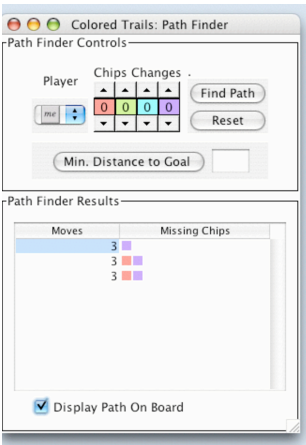 Colored Trails: Path Finder
Path Finder Controls
Player
Chips Changes .
me
0 0 0 0
Find Path
Reset
Min. Distance to Goal
Path Finder Results
Moves Missing Chips
3
3
3
Display Path On Board